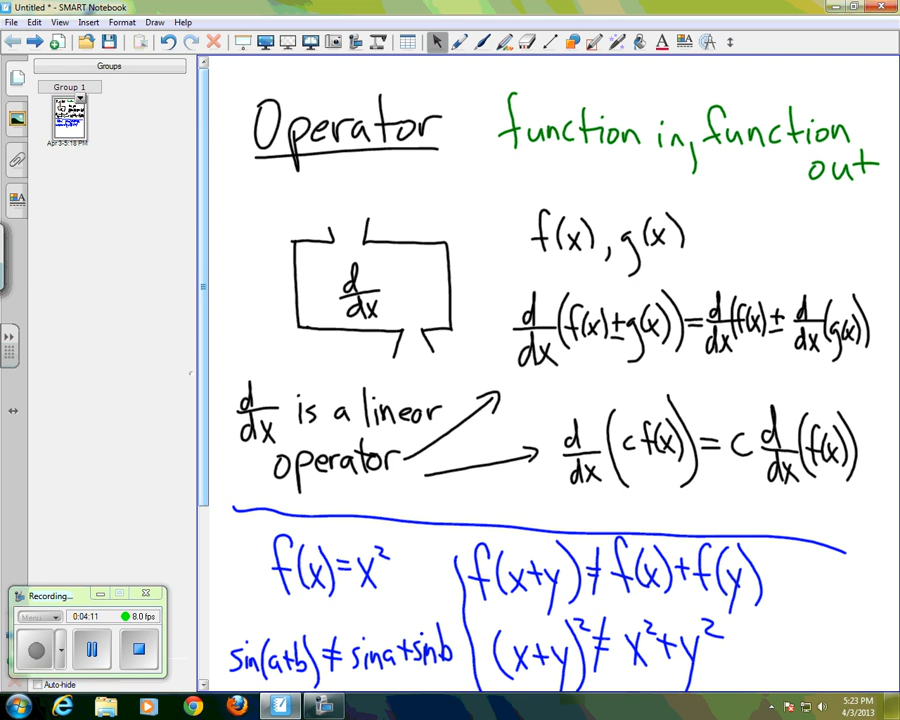 Untitled * - SMART Notebook
File Edit View Insert Format Draw Help
Groups
Group 1
Apr 3-5:18 PM
Operator
function in, function
out
d/dx
f(x), g(x)
d/dx (f(x) ± g(x)) = d/dx (f(x)) ± d/dx (g(x))
d/dx is a linear
operator
d/dx (c f(x)) = c d/dx (f(x))
f(x) = x²
f(x+y) ≠ f(x) + f(y)
sin(a+b) ≠ sina + sinb
(x+y)² ≠ x² + y²
Recording...
Menu
0:04:11
8.0 fps
Auto-hide
5:23 PM
4/3/2013